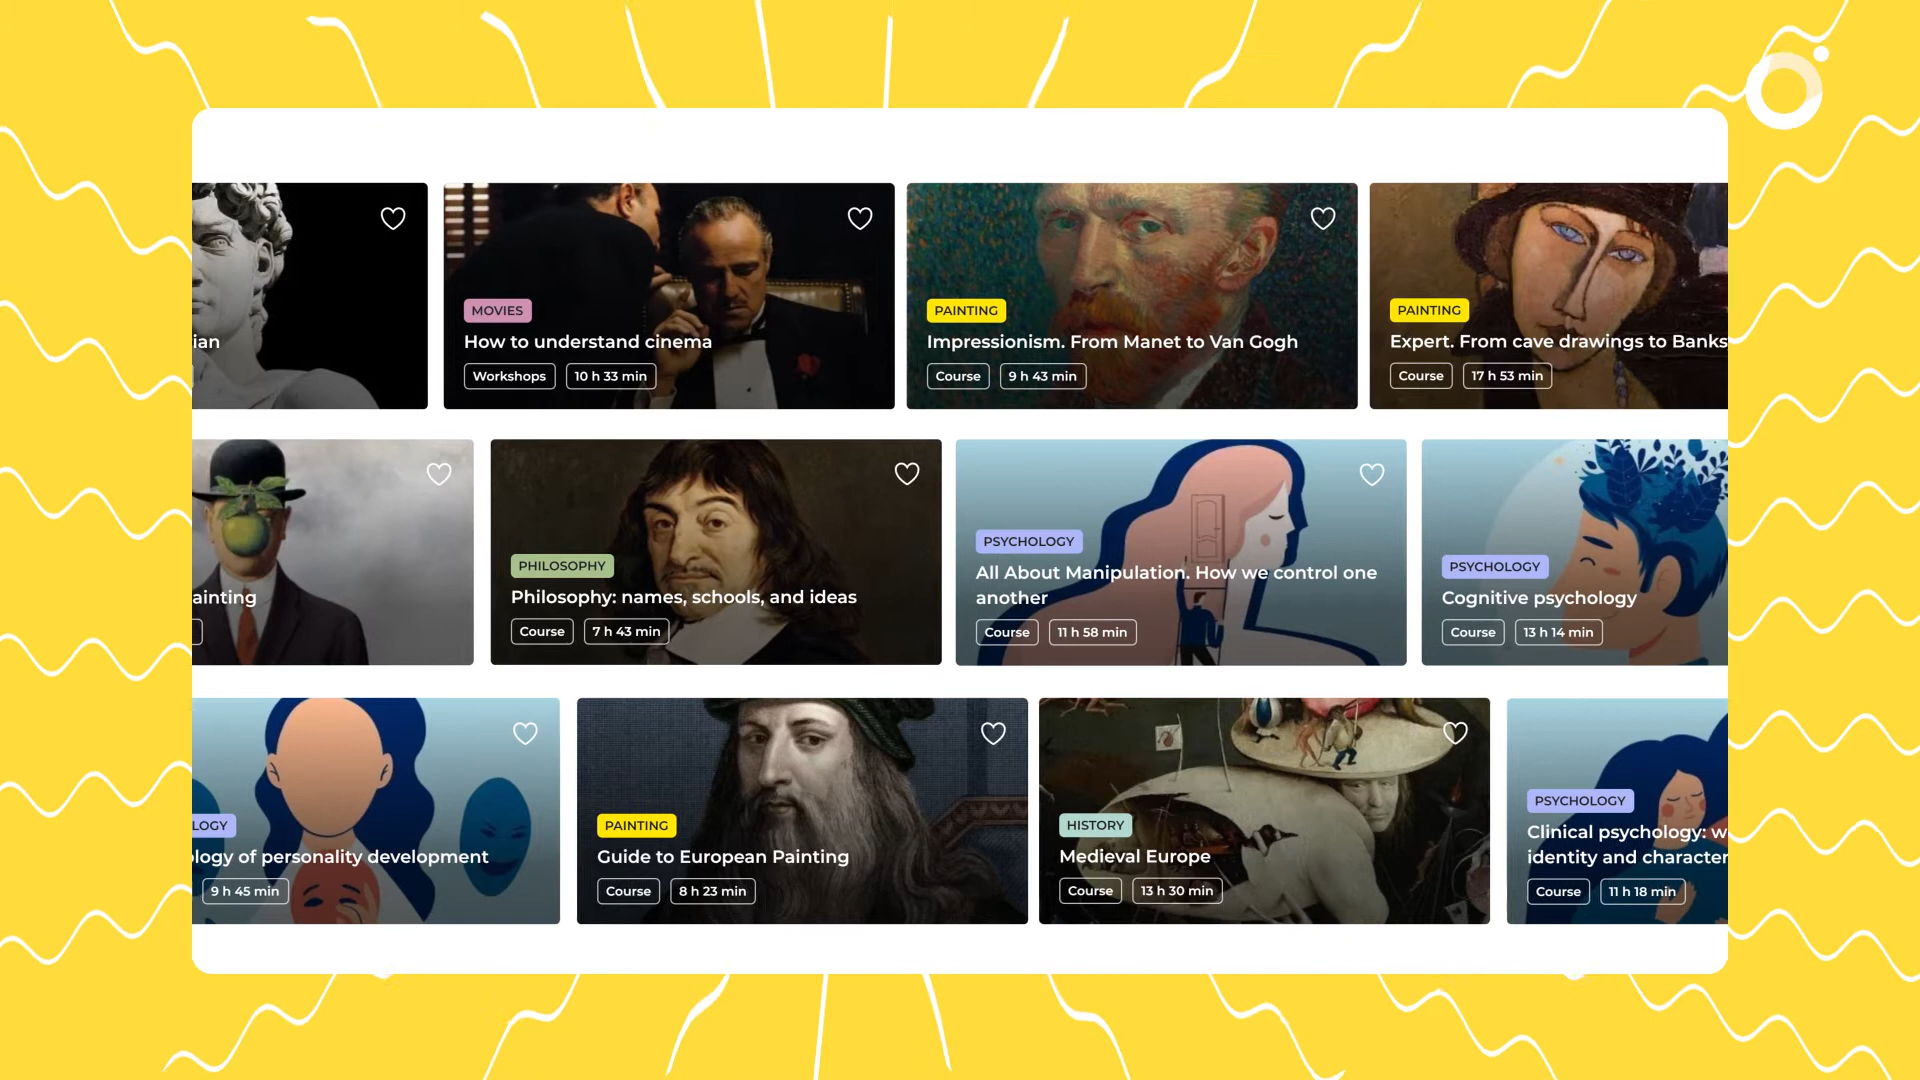 ian
MOVIES
How to understand cinema
Workshops 10 h 33 min
PAINTING
Impressionism. From Manet to Van Gogh
Course 9 h 43 min
PAINTING
Expert. From cave drawings to Banks
Course 17 h 53 min
ainting
PHILOSOPHY
Philosophy: names, schools, and ideas
Course 7 h 43 min
PSYCHOLOGY
All About Manipulation. How we control one
another
Course 11 h 58 min
PSYCHOLOGY
Cognitive psychology
Course 13 h 14 min
LOGY
logy of personality development
9 h 45 min
PAINTING
Guide to European Painting
Course 8 h 23 min
HISTORY
Medieval Europe
Course 13 h 30 min
PSYCHOLOGY
Clinical psychology: w
identity and character
Course 11 h 18 min